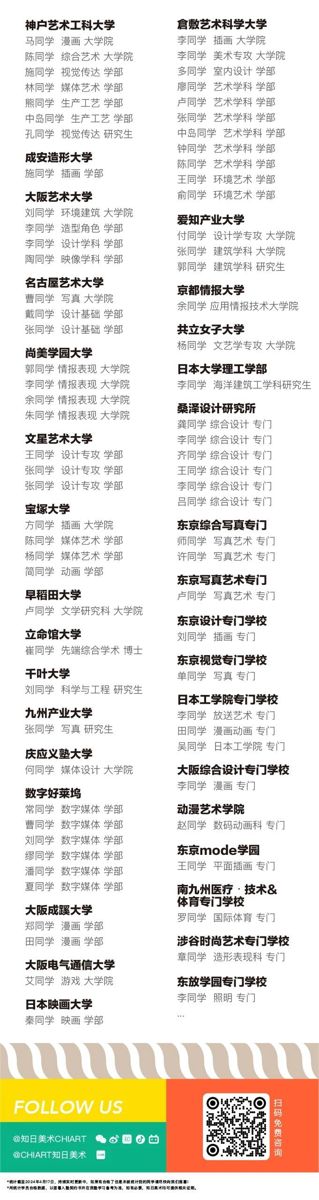 神户艺术工科大学
马同学 漫画 大学院
陈同学 综合艺术 大学院
施同学 视觉传达 学部
林同学 媒体艺术 学部
熊同学 生产工艺 学部
中岛同学 生产工艺 学部
孔同学 视觉传达 研究生
成安造形大学
施同学 插画 学部
大阪艺术大学
刘同学 环境建筑 大学院
李同学 造型角色 学部
李同学 设计学科 学部
陶同学 映像学科 学部
名古屋艺术大学
曹同学 写真 大学院
戴同学 设计基础 学部
张同学 设计基础 学部
尚美学园大学
郭同学 情报表现 大学院
李同学 情报表现 大学院
余同学 情报表现 大学院
朱同学 情报表现 大学院
文星艺术大学
王同学 设计专攻 学部
张同学 设计专攻 学部
张同学 设计专攻 学部
宝塚大学
方同学 插画 大学院
陈同学 媒体艺术 学部
杨同学 媒体艺术 学部
简同学 动画 学部
早稻田大学
卢同学 文学研究科 大学院
立命馆大学
崔同学 先端综合学术 博士
千叶大学
刘同学 科学与工程 研究生
九州产业大学
张同学 写真 研究生
庆应义塾大学
何同学 媒体设计 大学院
数字好莱坞
常同学 数字媒体 学部
曹同学 数字媒体 学部
刘同学 数字媒体 学部
缪同学 数字媒体 学部
潘同学 数字媒体 学部
夏同学 数字媒体 学部
大阪成蹊大学
郑同学 漫画 学部
田同学 漫画 学部
大阪电气通信大学
艾同学 游戏 大学院
日本映画大学
秦同学 映画 学部
仓敷艺术科学大学
李同学 插画 大学院
李同学 美术专攻 大学院
多同学 室内设计 学部
廖同学 艺术学科 学部
卢同学 艺术学科 学部
张同学 艺术学科 学部
中岛同学 艺术学科 学部
钟同学 艺术学科 学部
陈同学 艺术学科 学部
王同学 环境艺术 学部
俞同学 环境艺术 学部
爱知产业大学
付同学 设计学专攻 大学院
张同学 建筑学科 大学院
郭同学 建筑学科 研究生
京都情报大学
余同学 应用情报技术大学院
共立女子大学
杨同学 文艺学专攻 大学院
日本大学理工学部
李同学 海洋建筑工学科研究生
桑泽设计研究所
龚同学 综合设计 专门
李同学 综合设计 专门
齐同学 综合设计 专门
王同学 综合设计 专门
李同学 综合设计 专门
吕同学 综合设计 专门
东京综合写真专门
师同学 写真艺术 专门
许同学 写真艺术 专门
东京写真艺术专门
卢同学 写真艺术 专门
东京设计专门学校
刘同学 插画 专门
东京视觉专门学校
单同学 写真 专门
日本工学院专门学校
李同学 放送艺术 专门
田同学 漫画动画 专门
吴同学 日本工学院 专门
大阪综合设计专门学校
李同学 漫画 专门
动漫艺术学院
赵同学 数码动画科 专门
东京mode学园
王同学 平面插画 专门
南九州医疗·技术&
体育专门学校
罗同学 国际体育 专门
涉谷时尚艺术专门学校
章同学 造形表现科 专门
东放学园专门学校
李同学 照明 专门
...
FOLLOW US
@知日美术CHIART
@CHIART知日美术
扫码免费咨询